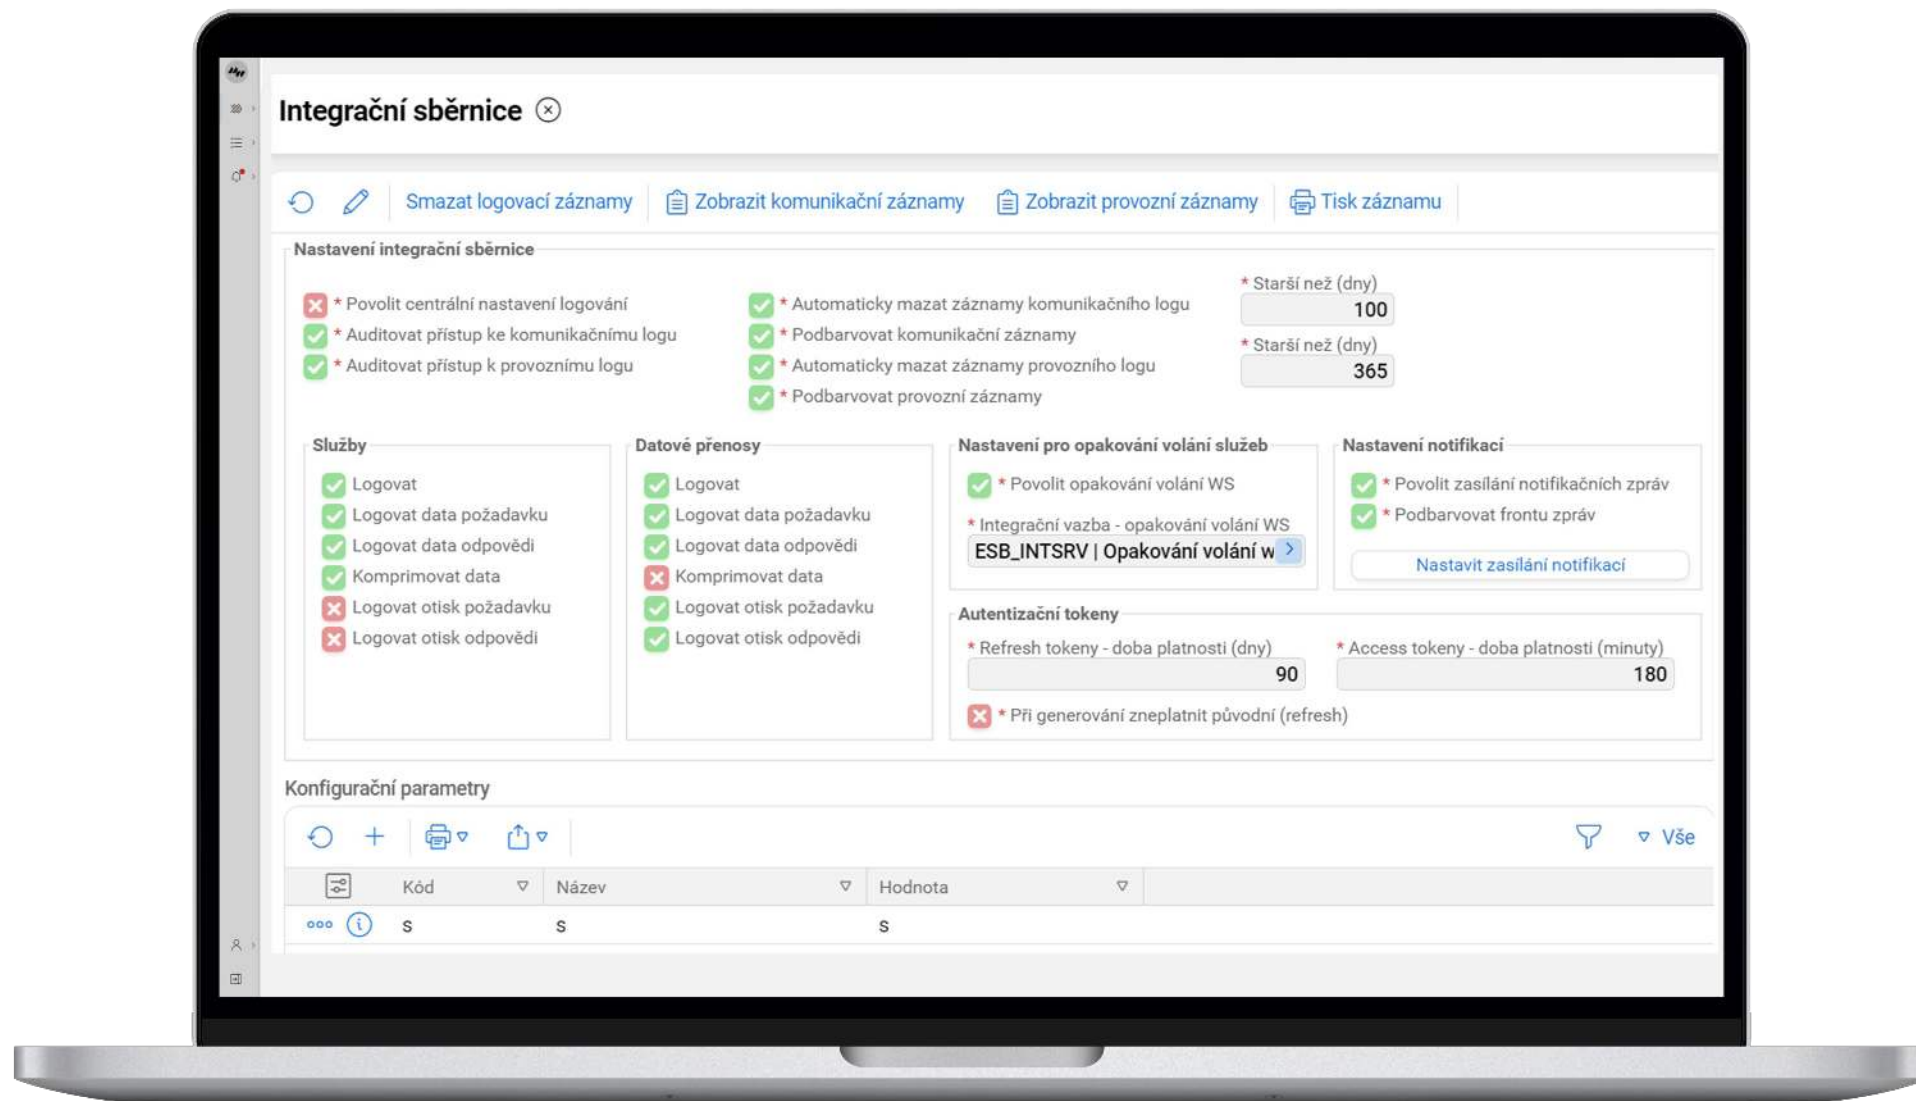 Integrační sběrnice
Smazat logovací záznamy Zobrazit komunikační záznamy Zobrazit provozní záznamy Tisk záznamu
Nastavení integrační sběrnice
* Povolit centrální nastavení logování
* Auditovat přístup ke komunikačnímu logu
* Auditovat přístup k provoznímu logu
* Automaticky mazat záznamy komunikačního logu
* Podbarvovat komunikační záznamy
* Automaticky mazat záznamy provozního logu
* Podbarvovat provozní záznamy
* Starší než (dny)
100
* Starší než (dny)
365
Služby
Logovat
Logovat data požadavku
Logovat data odpovědi
Komprimovat data
Logovat otisk požadavku
Logovat otisk odpovědi
Datové přenosy
Logovat
Logovat data požadavku
Logovat data odpovědi
Komprimovat data
Logovat otisk požadavku
Logovat otisk odpovědi
Nastavení pro opakování volání služeb
* Povolit opakování volání WS
* Integrační vazba - opakování volání WS
ESB_INTSRV | Opakování volání w
Nastavení notifikací
* Povolit zasílání notifikačních zpráv
* Podbarvovat frontu zpráv
Nastavit zasílání notifikací
Autentizační tokeny
* Refresh tokeny - doba platnosti (dny)
90
* Access tokeny - doba platnosti (minuty)
180
* Při generování zneplatnit původní (refresh)
Konfigurační parametry
Vše
Kód Název Hodnota
s s s